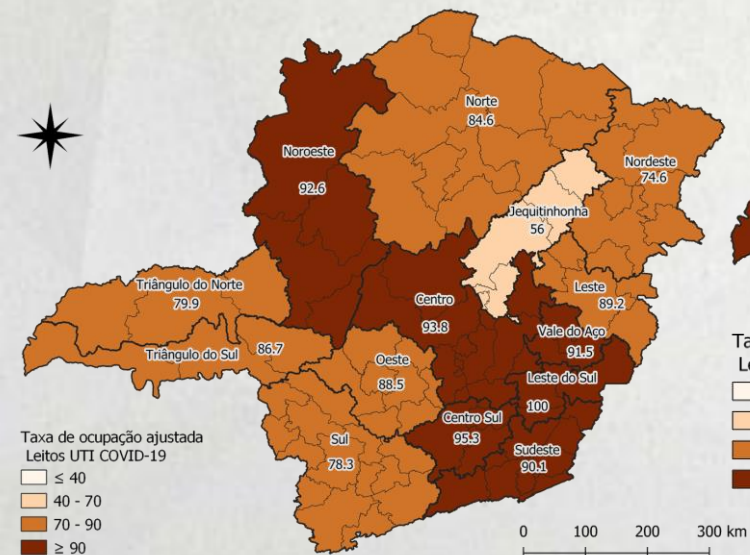 Norte
84.6
Noroeste
92.6
Nordeste
74.6
Jequitinhonha
56
Triângulo do Norte
79.9
Centro
93.8
Leste
89.2
Vale do Aço
91.5
Triângulo do Sul
86.7
Oeste
88.5
Leste do Sul
100
Centro Sul
95.3
Sul
78.3
Sudeste
90.1
Taxa de ocupação ajustada
Leitos UTI COVID-19
≤ 40
40 - 70
70 - 90
≥ 90
0 100 200 300 km
Ta
Le